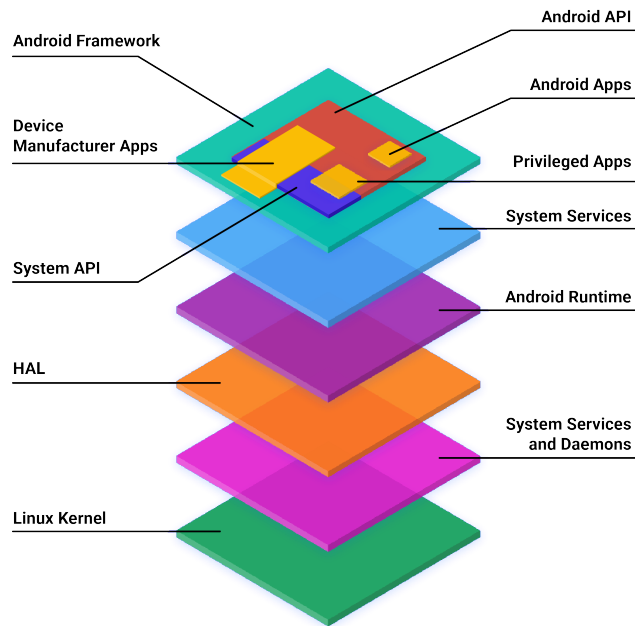 Android API
Android Framework
Android Apps
Device
Manufacturer Apps
Privileged Apps
System Services
System API
Android Runtime
HAL
System Services
and Daemons
Linux Kernel